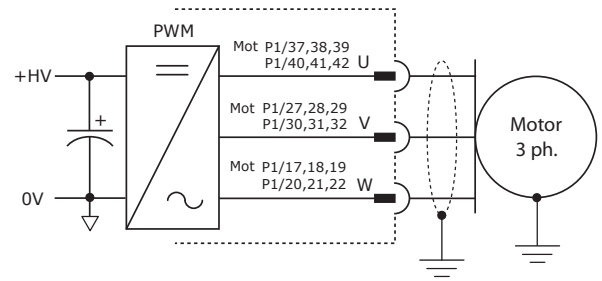 PWM
Mot P1/37,38,39
P1/40,41,42 U
+HV
+
Mot P1/27,28,29
P1/30,31,32 V
Motor
3 ph.
Mot P1/17,18,19
P1/20,21,22 W
0V